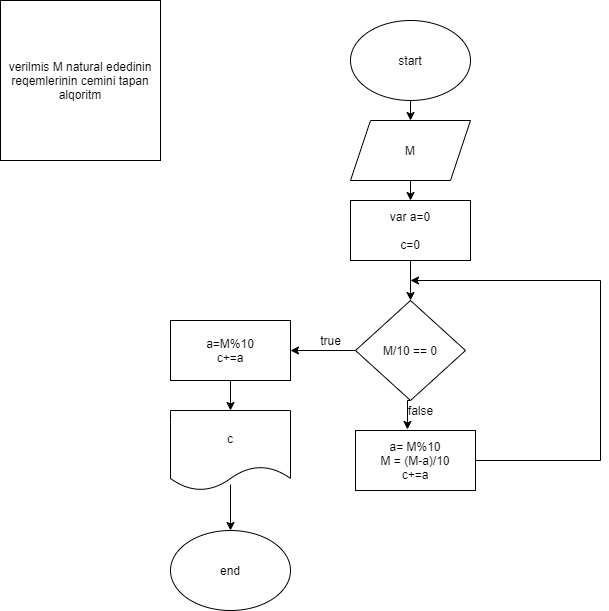 verilmis M natural ededinin
reqemlerinin cemini tapan
alqoritm
start
M
var a=0
c=0
M/10 == 0
true
a=M%10
c+=a
false
c
a= M%10
M = (M-a)/10
c+=a
end